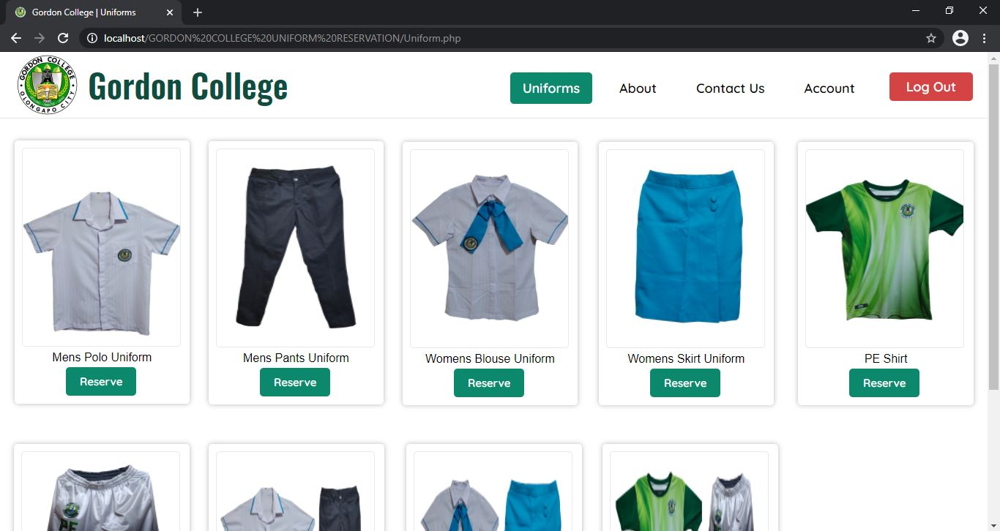 Gordon College | Uniforms
localhost/GORDON%20COLLEGE%20UNIFORM%20RESERVATION/Uniform.php
GORDON COLLEGE
OLONGAPO CITY
Gordon College
Uniforms
About
Contact Us
Account
Log Out
Mens Polo Uniform
Reserve
Mens Pants Uniform
Reserve
Womens Blouse Uniform
Reserve
Womens Skirt Uniform
Reserve
PE Shirt
Reserve
PE